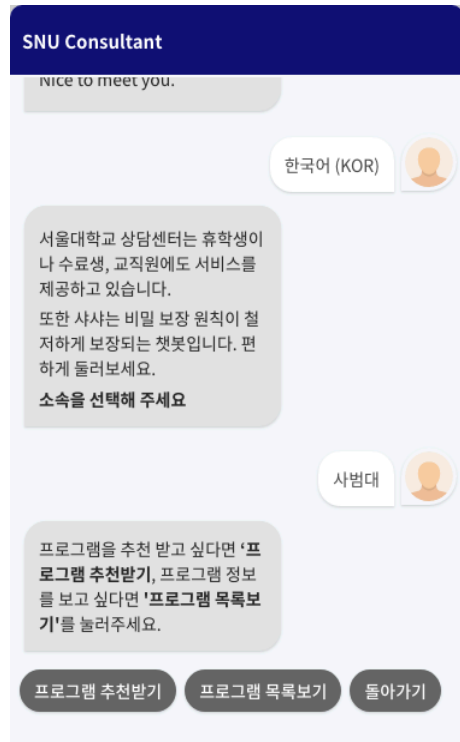 SNU Consultant
Nice to meet you.
한국어 (KOR)
서울대학교 상담센터는 휴학생이
나 수료생, 교직원에도 서비스를
제공하고 있습니다.
또한 샤샤는 비밀 보장 원칙이 철
저하게 보장되는 챗봇입니다. 편
하게 둘러보세요.
소속을 선택해 주세요
사범대
프로그램을 추천 받고 싶다면 ‘프
로그램 추천받기, 프로그램 정보
를 보고 싶다면 '프로그램 목록보
기'를 눌러주세요.
프로그램 추천받기 프로그램 목록보기 돌아가기